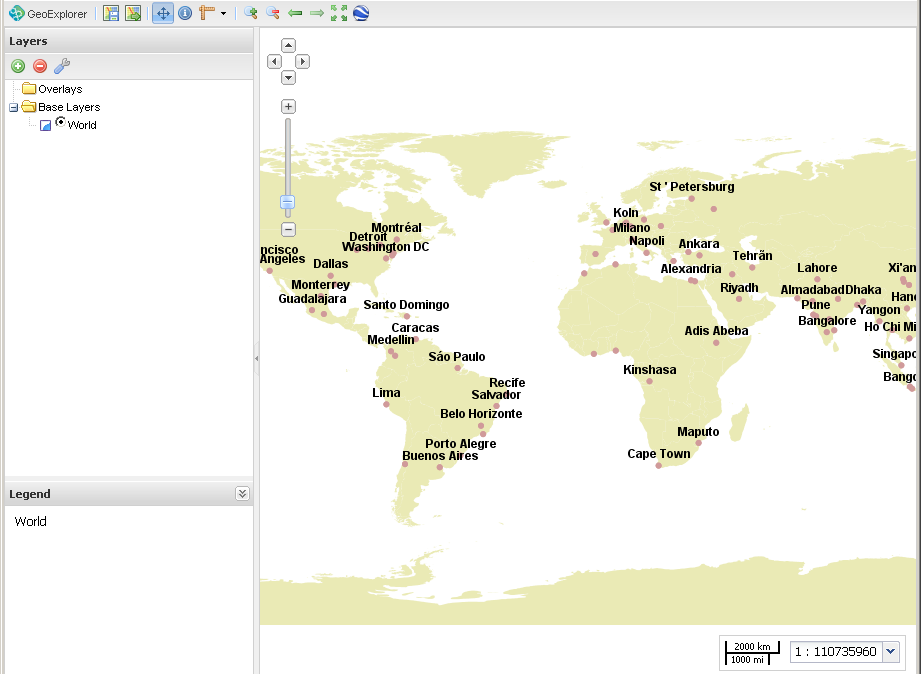 GeoExplorer
Layers
Overlays
Base Layers
World
Legend
World
St ' Petersburg
Koln
Montréal
Milano
Detroit
Napoli
Washington DC
Ankara
ncisco
Tehrãn
Angeles
Dallas
Alexandria
Lahore
Xi'an
Monterrey
Riyadh
Almadabad
Dhaka
Guadalajara
Han
Santo Domingo
Pune
Yangon
Caracas
Bangalore
Ho Chi Mi
Medellin
Adis Abeba
São Paulo
Singapo
Kinshasa
Bang
Recife
Lima
Salvador
Belo Horizonte
Maputo
Porto Alegre
Cape Town
Buenos Aires
2000 km
1000 mi
1 : 110735960